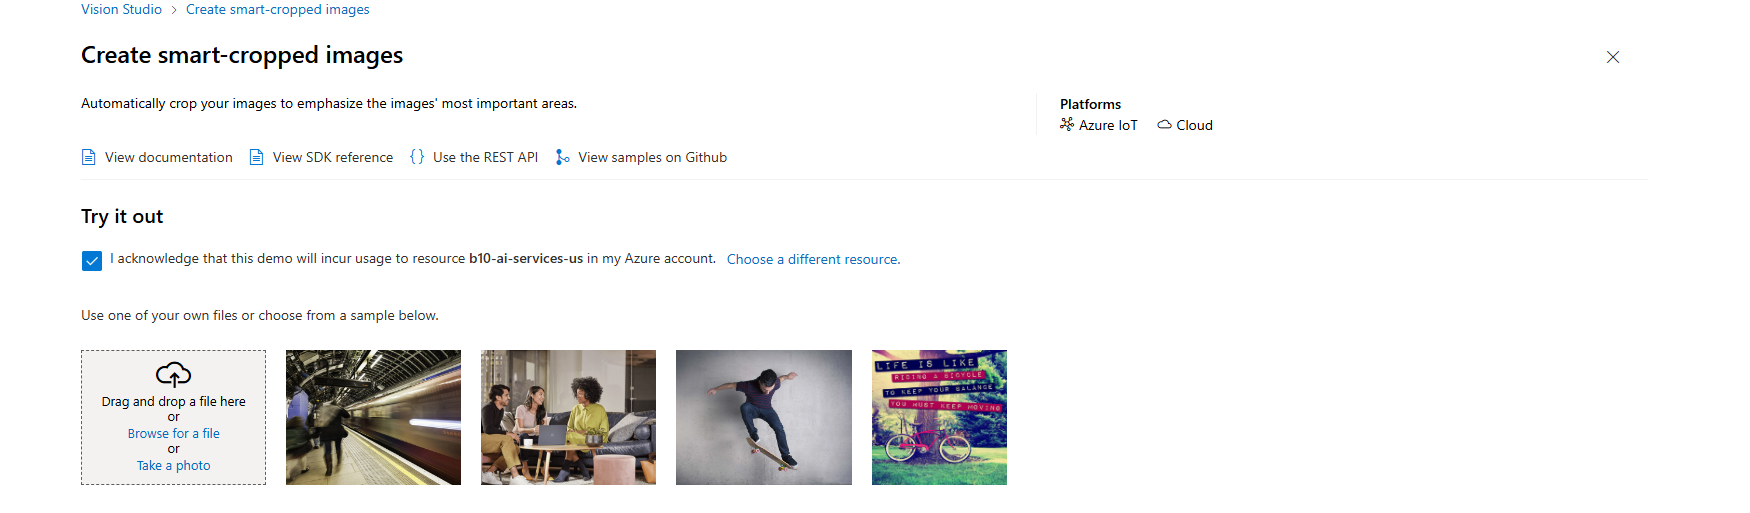 Vision Studio > Create smart-cropped images
Create smart-cropped images
Automatically crop your images to emphasize the images' most important areas.
Platforms
Azure IoT Cloud
View documentation View SDK reference {} Use the REST API View samples on Github
Try it out
I acknowledge that this demo will incur usage to resource b10-ai-services-us in my Azure account. Choose a different resource.
Use one of your own files or choose from a sample below.
Drag and drop a file here
or
Browse for a file
or
Take a photo
LIFE IS LIKE
RIDING A BICYCLE
TO KEEP YOUR BALANCE
YOU MUST KEEP MOVING